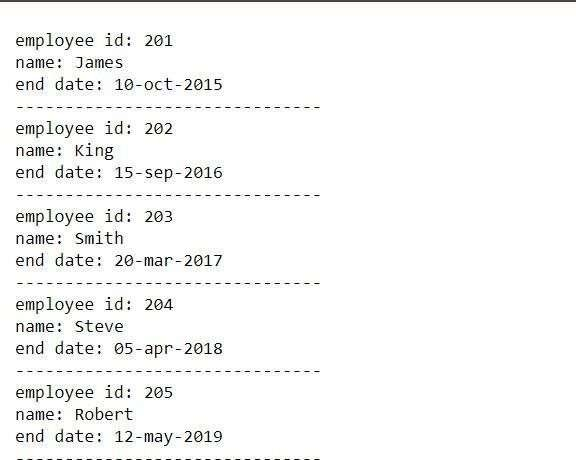 employee id: 201
name: James
end date: 10-oct-2015
-------------------------------
employee id: 202
name: King
end date: 15-sep-2016
-------------------------------
employee id: 203
name: Smith
end date: 20-mar-2017
-------------------------------
employee id: 204
name: Steve
end date: 05-apr-2018
-------------------------------
employee id: 205
name: Robert
end date: 12-may-2019
-------------------------------